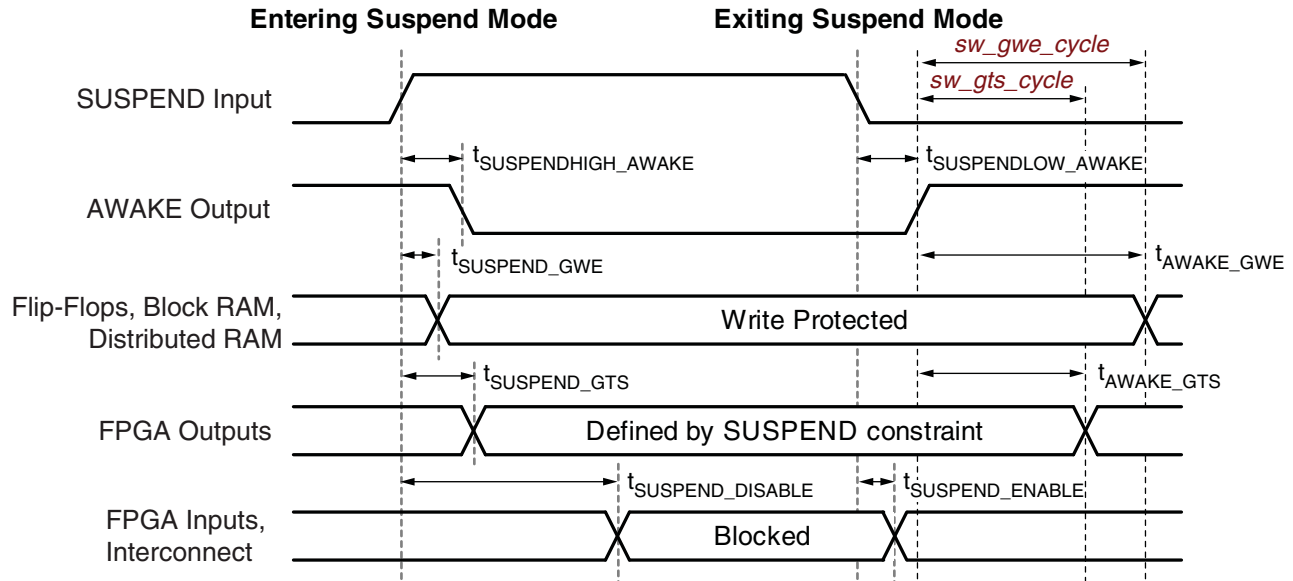 Entering Suspend Mode
Exiting Suspend Mode
sw_gwe_cycle
sw_gts_cycle
SUSPEND Input
tSUSPENDHIGH_AWAKE
tSUSPENDLOW_AWAKE
AWAKE Output
tSUSPEND_GWE
tAWAKE_GWE
Flip-Flops, Block RAM,
Distributed RAM
Write Protected
tSUSPEND_GTS
tAWAKE_GTS
FPGA Outputs
Defined by SUSPEND constraint
tSUSPEND_DISABLE
tSUSPEND_ENABLE
FPGA Inputs,
Interconnect
Blocked